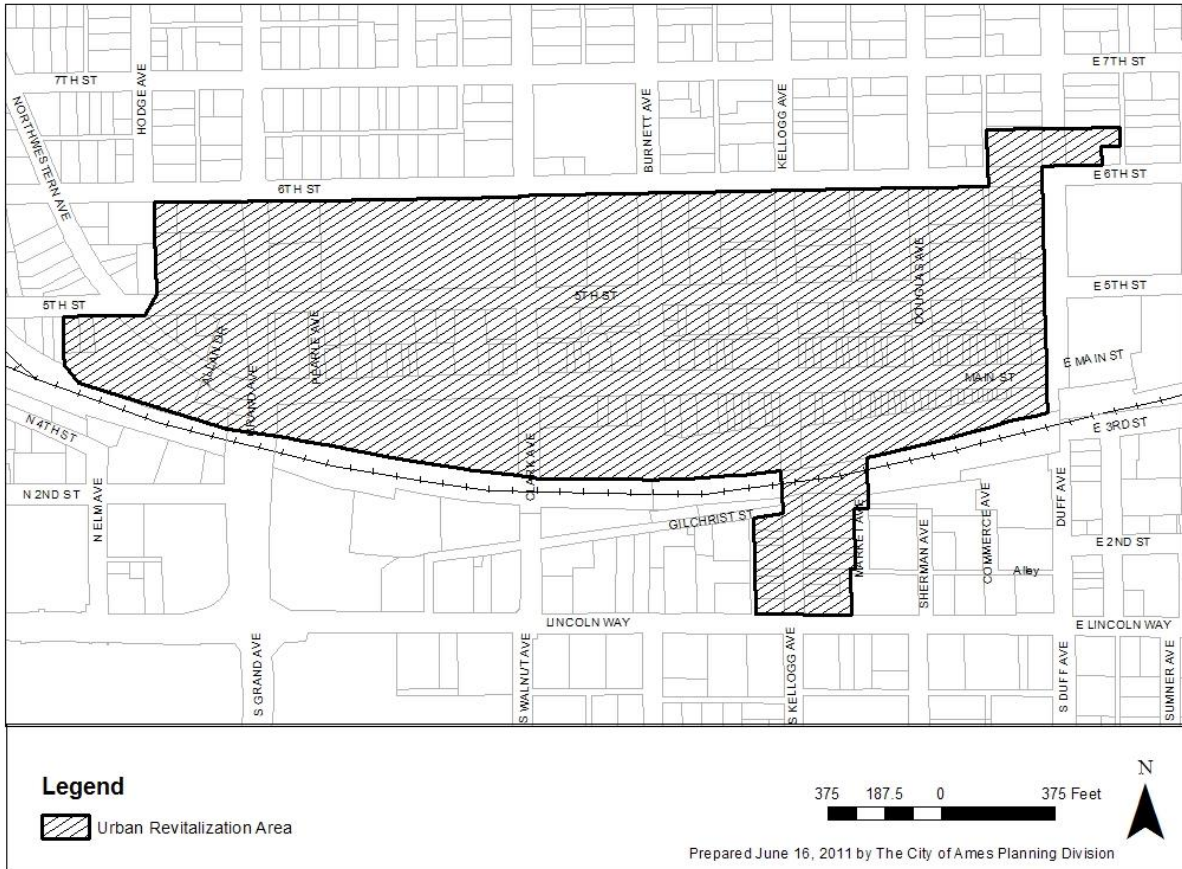 E 7TH ST
7TH ST
HODGE AVE
NORTHWESTERN AVE
BURNETT AVE
KELLOGG AVE
6TH ST
E 6TH ST
DOUGLAS AVE
E 5TH ST
5TH ST
5TH ST
ALLAN DR
PEARLE AVE
GRAND AVE
MAIN ST
E MAIN ST
N 4TH ST
E 3RD ST
CLARK AVE
N 2ND ST
N ELM AVE
GILCHRIST ST
MARKET AVE
SHERMAN AVE
COMMERCE AVE
DUFF AVE
E 2ND ST
Alley
LINCOLN WAY
E LINCOLN WAY
S GRAND AVE
S WALNUT AVE
S KELLOGG AVE
S DUFF AVE
SUMNER AVE
Legend
Urban Revitalization Area
375 187.5 0 375 Feet
N
Prepared June 16, 2011 by The City of Ames Planning Division